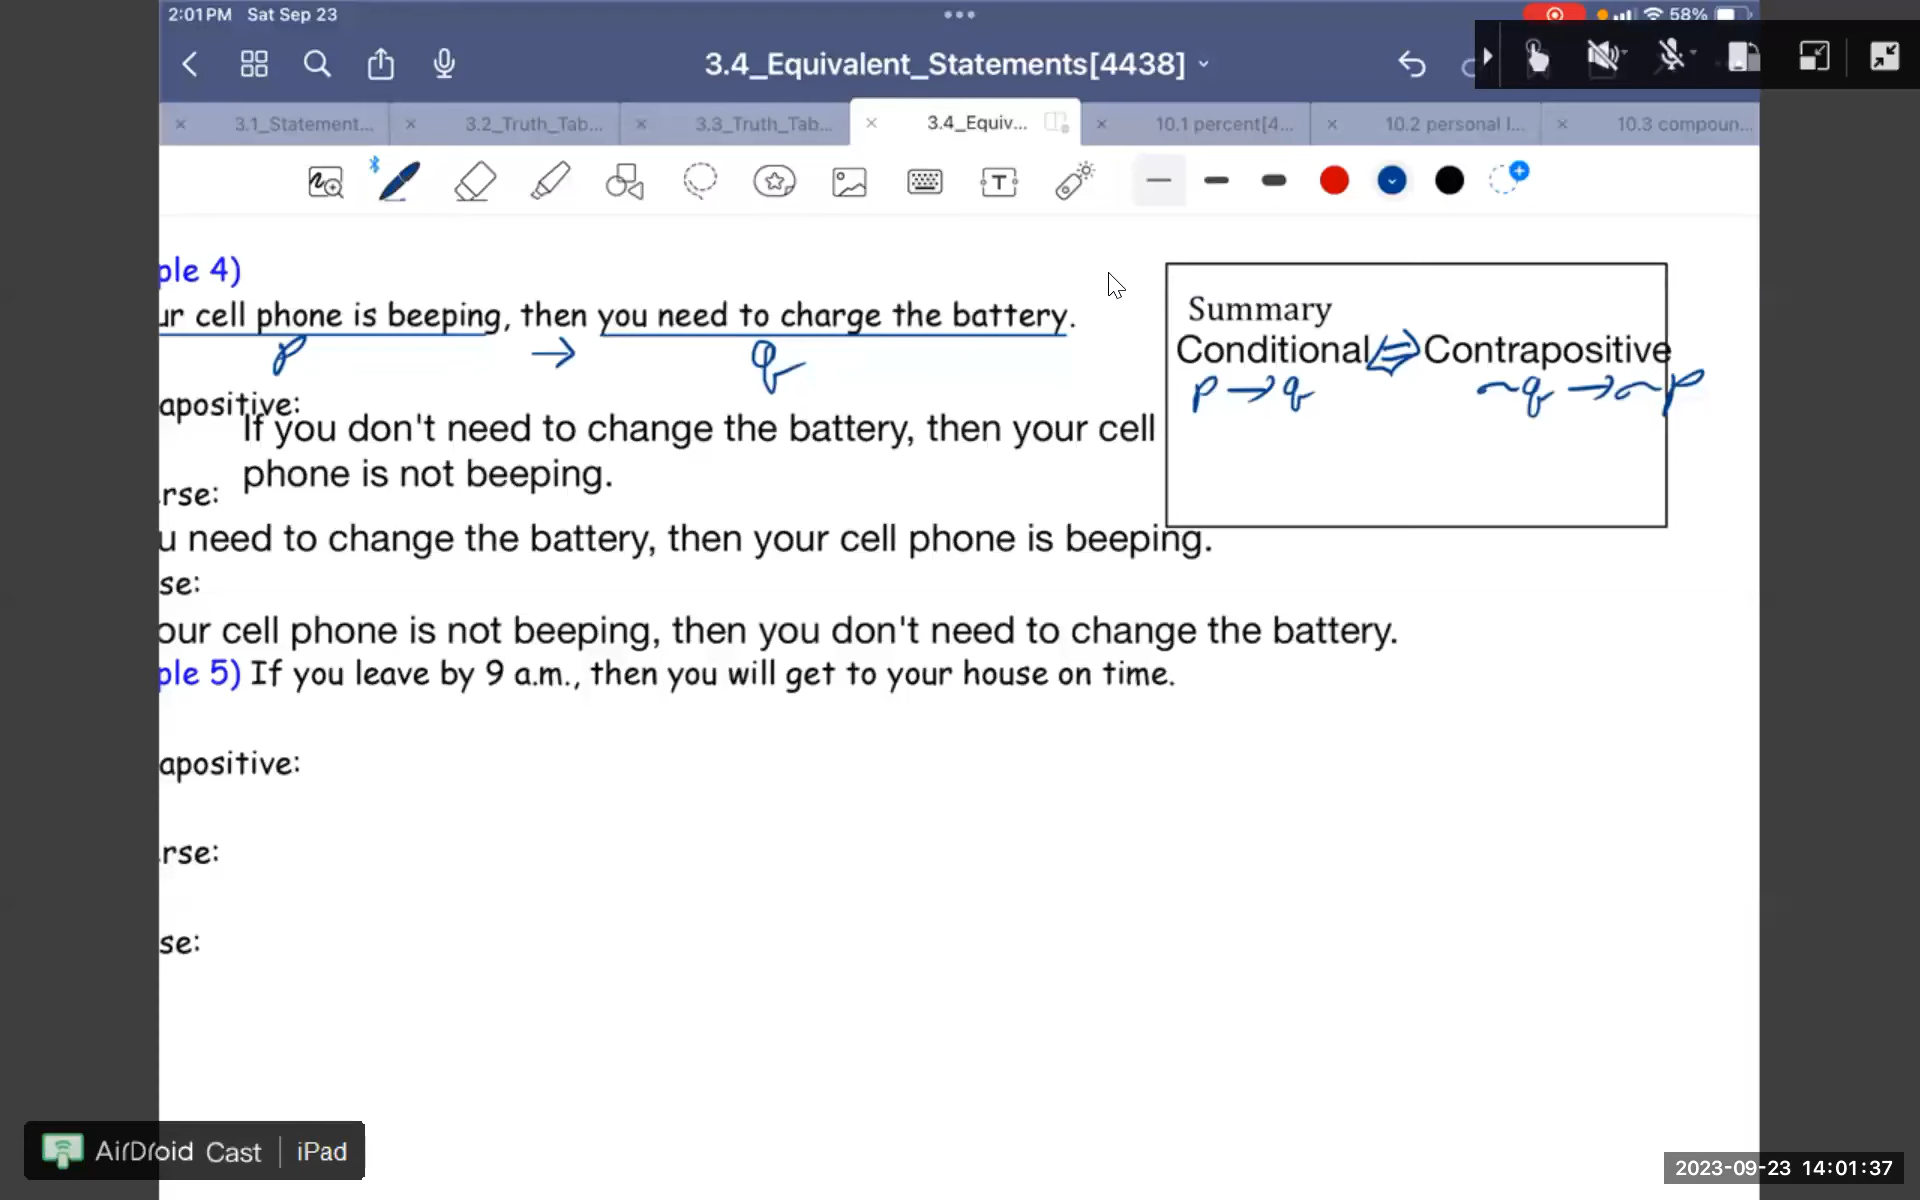 2:01PM Sat Sep 23
58%
3.4_Equivalent_Statements[4438]
3.1_Statement... 3.2_Truth_Tab... 3.3_Truth_Tab... 3.4_Equiv... 10.1 percent[4... 10.2 personal l... 10.3 compoun...
ple 4)
ur cell phone is beeping, then you need to charge the battery.
p → q
Summary
Conditional ⇔ Contrapositive
p → q ~q → ~p
apositive:
If you don't need to change the battery, then your cell
phone is not beeping.
rse:
u need to change the battery, then your cell phone is beeping.
se:
our cell phone is not beeping, then you don't need to change the battery.
ple 5) If you leave by 9 a.m., then you will get to your house on time.
apositive:
rse:
se:
AirDroid Cast | iPad
2023-09-23 14:01:37